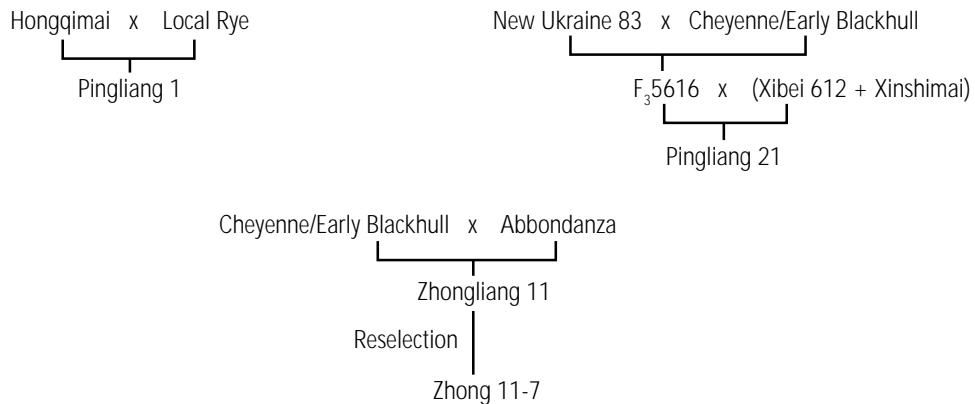 Hongqimai x Local Rye
Pingliang 1
New Ukraine 83 x Cheyenne/Early Blackhull
F₃5616 x (Xibei 612 + Xinshimai)
Pingliang 21
Cheyenne/Early Blackhull x Abbondanza
Zhongliang 11
Reselection
Zhong 11-7